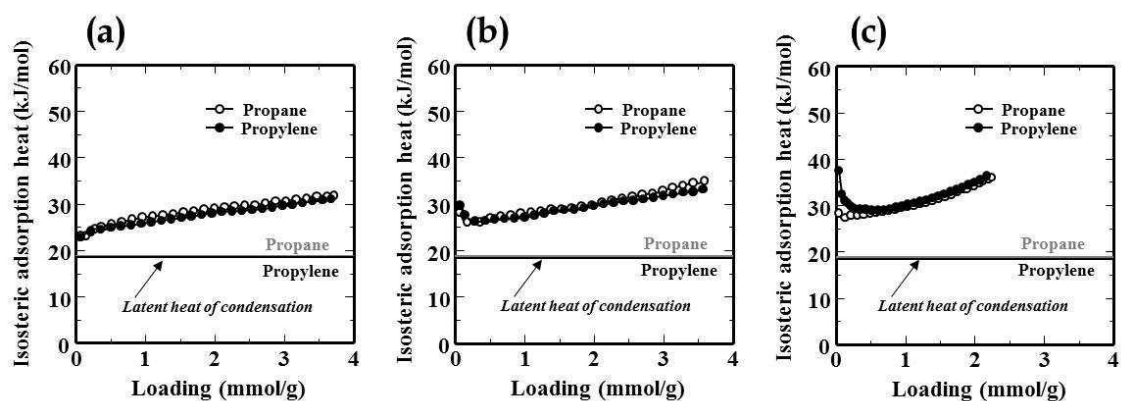 (a)
Isosteric adsorption heat (kJ/mol)
60
50
40
30
20
10
0
Propane
Propylene
Propane
Propylene
Latent heat of condensation
0 1 2 3 4
Loading (mmol/g)
(b)
Isosteric adsorption heat (kJ/mol)
60
50
40
30
20
10
0
Propane
Propylene
Propane
Propylene
Latent heat of condensation
0 1 2 3 4
Loading (mmol/g)
(c)
Isosteric adsorption heat (kJ/mol)
60
50
40
30
20
10
0
Propane
Propylene
Propane
Propylene
Latent heat of condensation
0 1 2 3 4
Loading (mmol/g)